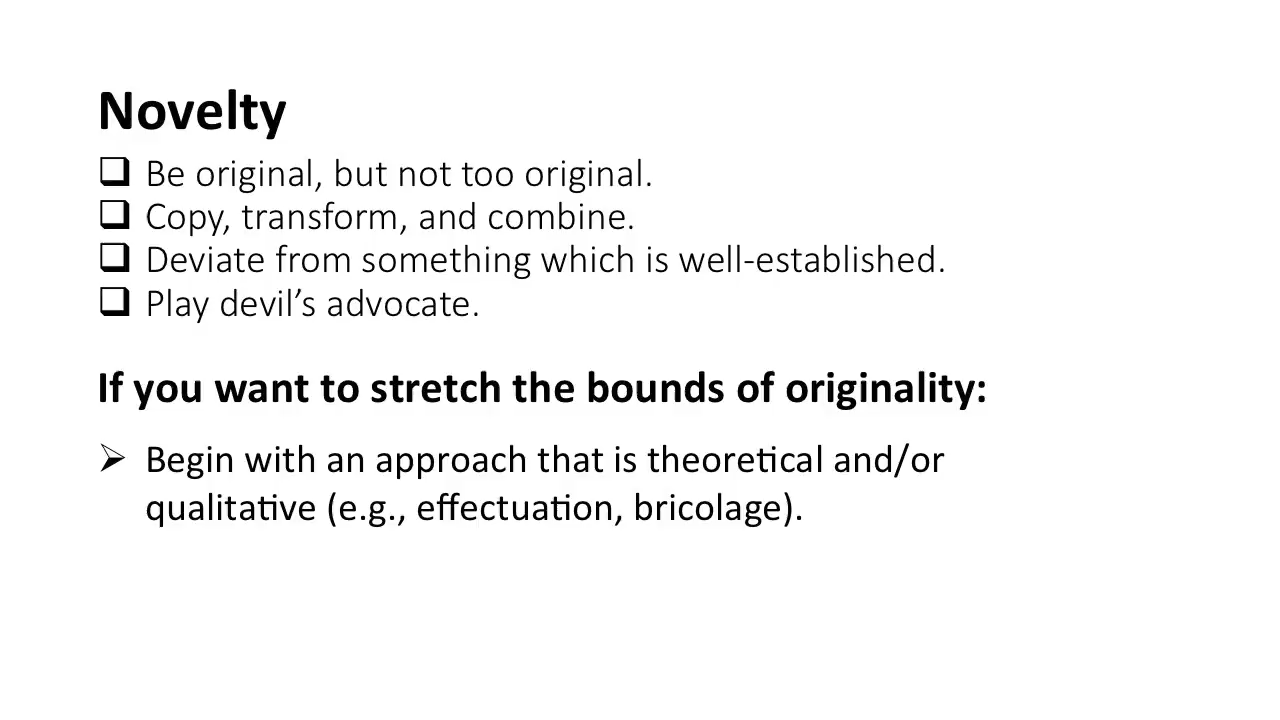 Novelty
❑ Be original, but not too original.
❑ Copy, transform, and combine.
❑ Deviate from something which is well-established.
❑ Play devil’s advocate.
If you want to stretch the bounds of originality:
➢ Begin with an approach that is theoretical and/or
qualitative (e.g., effectuation, bricolage).